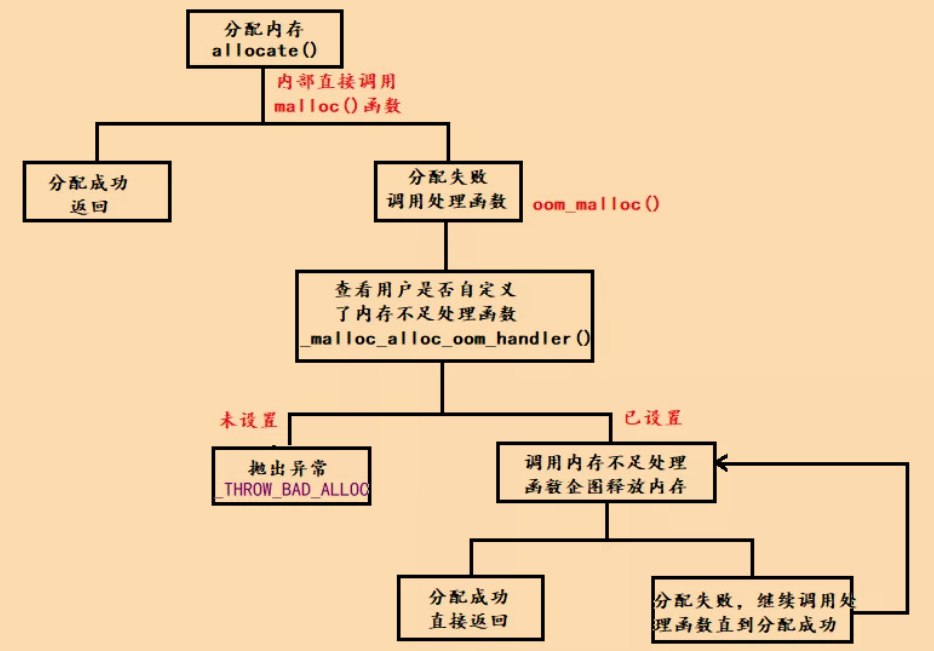 分配内存
allocate()
内部直接调用
malloc()函数
分配成功
返回
分配失败
调用处理函数
oom_malloc()
查看用户是否自定义
了内存不足处理函数
_malloc_alloc_oom_handler()
未设置
已设置
抛出异常
_THROW_BAD_ALLOC
调用内存不足处理
函数企图释放内存
分配成功
直接返回
分配失败，继续调用处
理函数直到分配成功